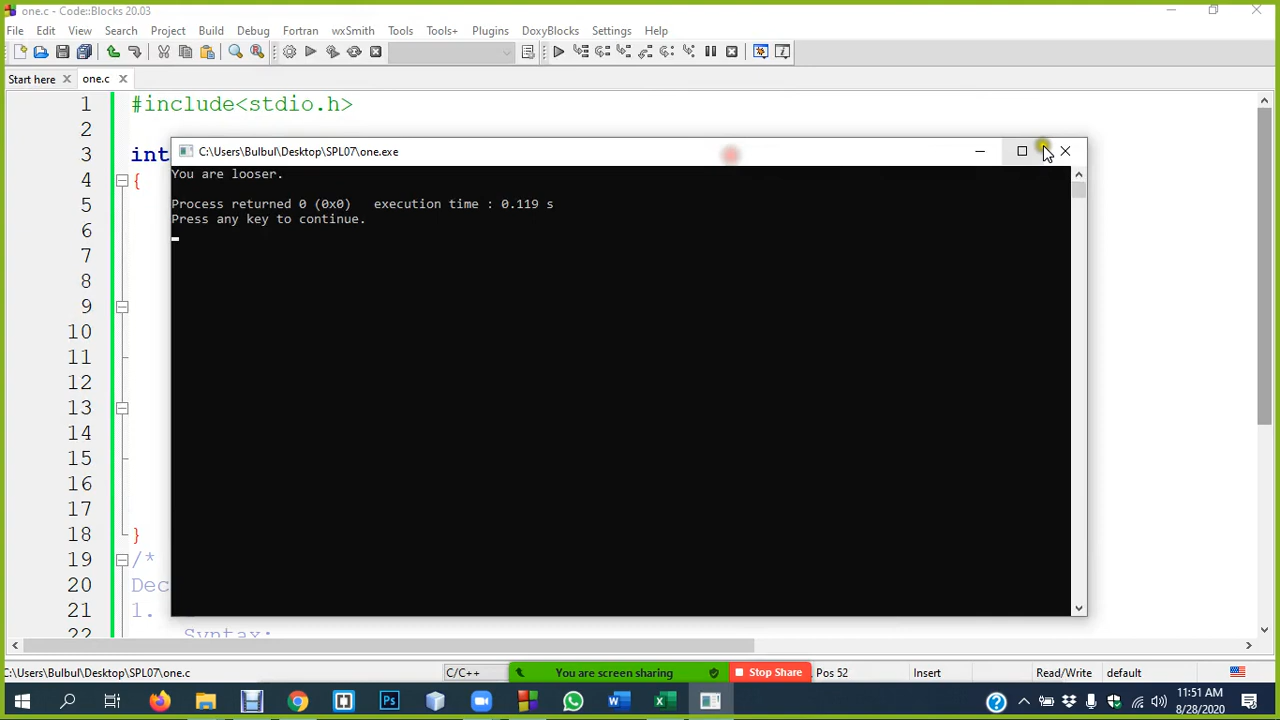 one.c - Code::Blocks 20.03
File Edit View Search Project Build Debug Fortran wxSmith Tools Tools+ Plugins DoxyBlocks Settings Help
Start here one.c
1 #include<stdio.h>
2
3 int
C:\Users\Bulbul\Desktop\SPL07\one.exe
4 {
You are looser.
5
Process returned 0 (0x0) execution time : 0.119 s
Press any key to continue.
6
7
8
9
10
11
12
13
14
15
16
17
18 }
19 /*
20 Dec
21 1.
22 Syntax:
C:\Users\Bulbul\Desktop\SPL07\one.c C/C++ You are screen sharing Stop Share Pos 52 Insert Read/Write default
11:51 AM
8/28/2020